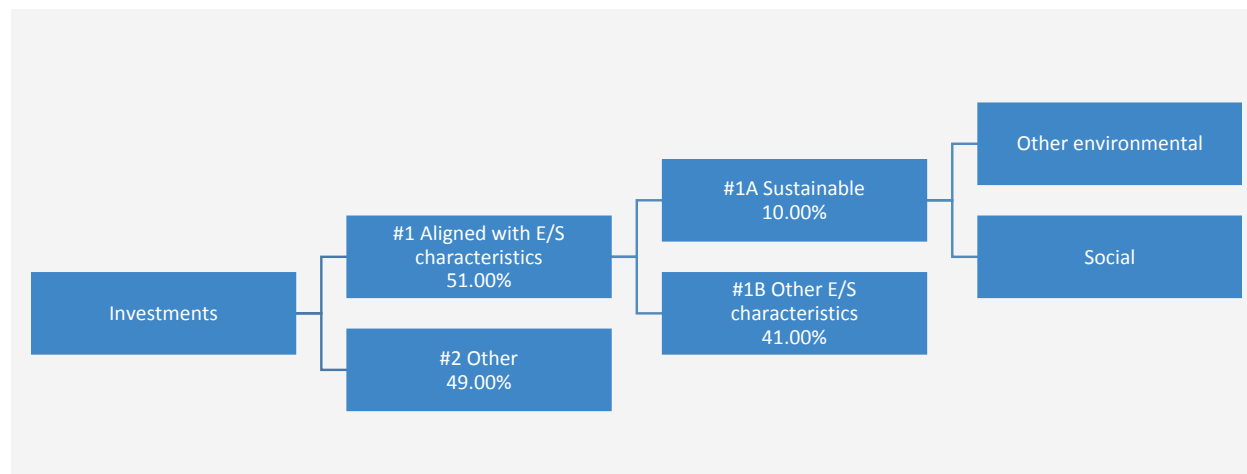 Investments
#1 Aligned with E/S
characteristics
51.00%
#2 Other
49.00%
#1A Sustainable
10.00%
#1B Other E/S
characteristics
41.00%
Other environmental
Social